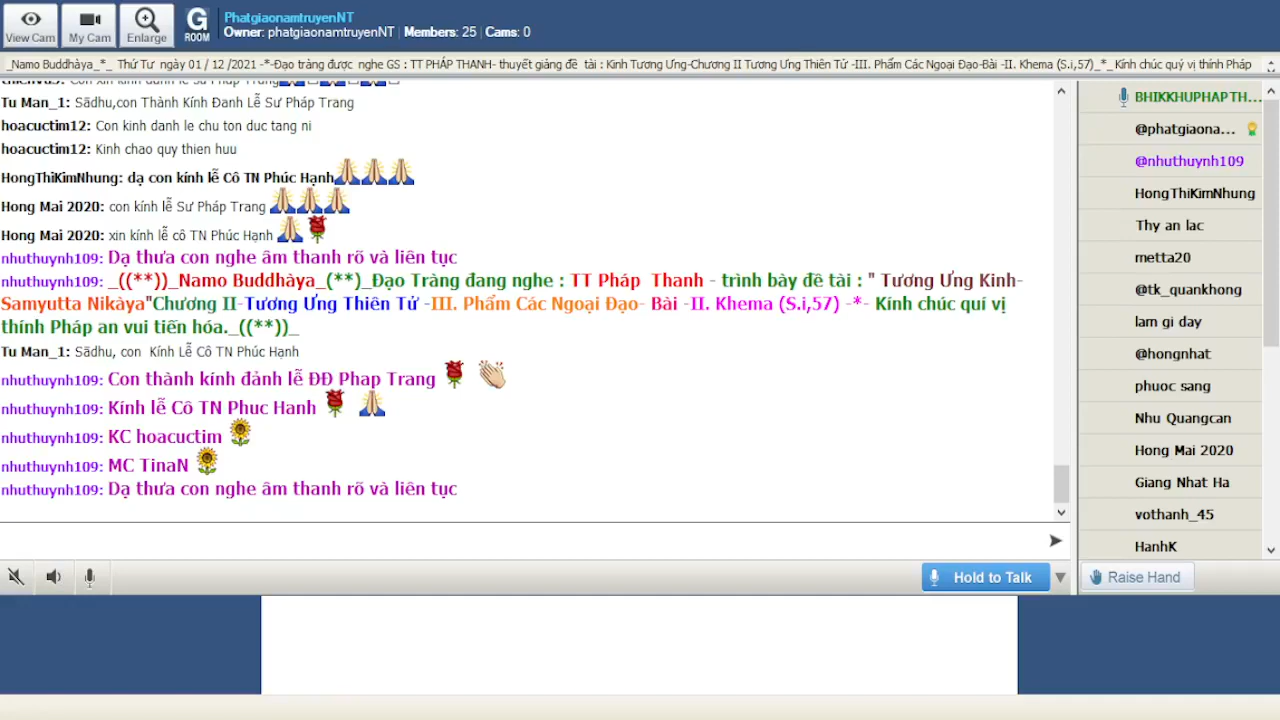 View Cam
My Cam
Enlarge
G
ROOM
PhatgiaonamtruyenNT
Owner: phatgiaonamtruyenNT | Members: 25 | Cams: 0
_Namo Buddhàya_*_ Thứ Tư ngày 01 / 12 /2021 -*-Đạo tràng được nghe GS : TT PHÁP THANH- thuyết giảng đề tài : Kinh Tương Ưng-Chương II Tương Ưng Thiên Tử -III. Phẩm Các Ngoại Đạo-Bài -II. Khema (S.i,57)_*_Kính chúc quý vị thính Pháp
Tu Man_1: Sādhu,con Thành Kính Đanh Lễ Sư Pháp Trang
hoacuctim12: Con kinh danh le chu ton duc tang ni
hoacuctim12: Kinh chao quy thien huu
HongThiKimNhung: dạ con kính lễ Cô TN Phúc Hạnh
Hong Mai 2020: con kính lễ Sư Pháp Trang
Hong Mai 2020: xin kính lễ cô TN Phúc Hạnh
nhuthuynh109: Dạ thưa con nghe âm thanh rõ và liên tục
nhuthuynh109: _((**))_Namo Buddhàya_(**)_Đạo Tràng đang nghe : TT Pháp Thanh - trình bày đề tài : " Tương Ưng Kinh-
Samyutta Nikàya"Chương II-Tương Ưng Thiên Tử -III. Phẩm Các Ngoại Đạo- Bài -II. Khema (S.i,57) -*- Kính chúc quí vị
thính Pháp an vui tiến hóa._((**))_
Tu Man_1: Sādhu, con Kính Lễ Cô TN Phúc Hạnh
nhuthuynh109: Con thành kính đảnh lễ ĐĐ Phap Trang
nhuthuynh109: Kính lễ Cô TN Phuc Hanh
nhuthuynh109: KC hoacuctim
nhuthuynh109: MC TinaN
nhuthuynh109: Dạ thưa con nghe âm thanh rõ và liên tục
Hold to Talk
BHIKKHUPHAPTH...
@phatgiaona...
@nhuthuynh109
HongThiKimNhung
Thy an lac
metta20
@tk_quankhong
lam gi day
@hongnhat
phuoc sang
Nhu Quangcan
Hong Mai 2020
Giang Nhat Ha
vothanh_45
HanhK
Raise Hand